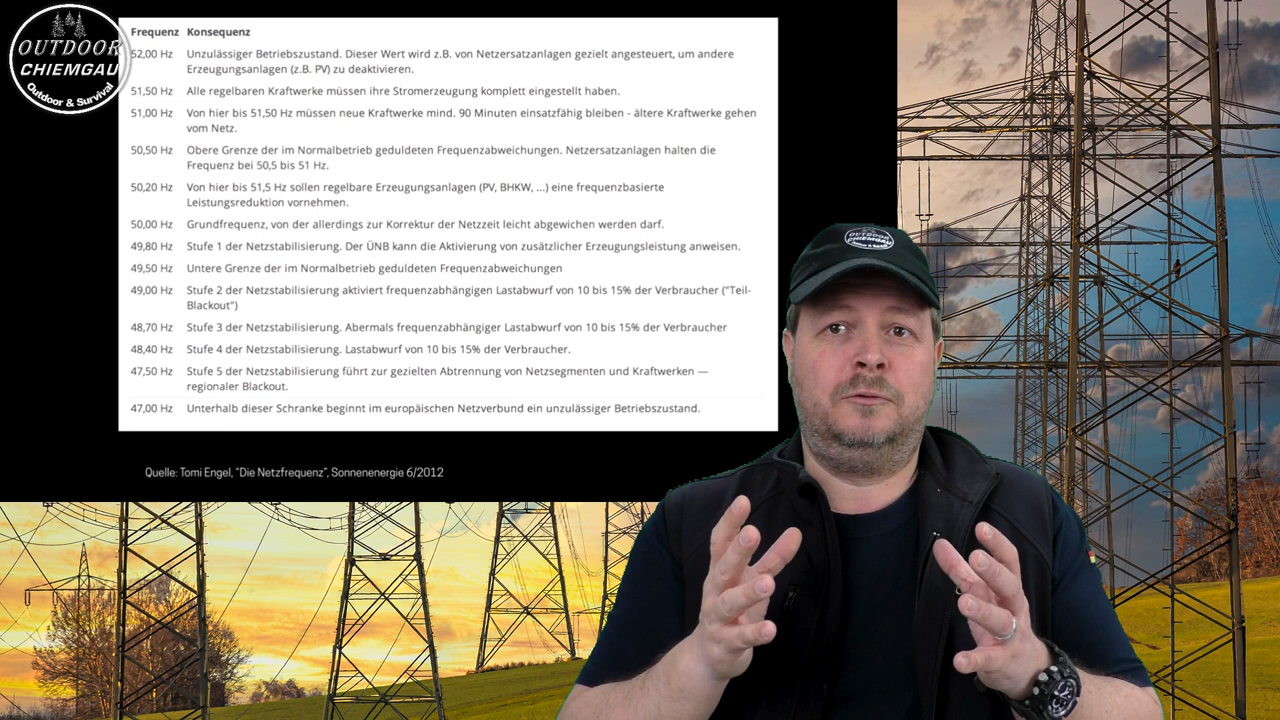 OUTDOOR
CHIEMGAU
Outdoor & Survival
Frequenz Konsequenz
52,00 Hz Unzulässiger Betriebszustand. Dieser Wert wird z.B. von Netzersatzanlagen gezielt angesteuert, um andere
Erzeugungsanlagen (z.B. PV) zu deaktivieren.
51,50 Hz Alle regelbaren Kraftwerke müssen ihre Stromerzeugung komplett eingestellt haben.
51,00 Hz Von hier bis 51,50 Hz müssen neue Kraftwerke mind. 90 Minuten einsatzfähig bleiben - ältere Kraftwerke gehen
vom Netz.
50,50 Hz Obere Grenze der im Normalbetrieb geduldeten Frequenzabweichungen. Netzersatzanlagen halten die
Frequenz bei 50,5 bis 51 Hz.
50,20 Hz Von hier bis 51,5 Hz sollen regelbare Erzeugungsanlagen (PV, BHKW, ...) eine frequenzbasierte
Leistungsreduktion vornehmen.
50,00 Hz Grundfrequenz, von der allerdings zur Korrektur der Netzzeit leicht abgewichen werden darf.
49,80 Hz Stufe 1 der Netzstabilisierung. Der ÜNB kann die Aktivierung von zusätzlicher Erzeugungsleistung anweisen.
49,50 Hz Untere Grenze der im Normalbetrieb geduldeten Frequenzabweichungen
49,00 Hz Stufe 2 der Netzstabilisierung aktiviert frequenzabhängigen Lastabwurf von 10 bis 15% der Verbraucher ("Teil-
Blackout")
48,70 Hz Stufe 3 der Netzstabilisierung. Abermals frequenzabhängiger Lastabwurf von 10 bis 15% der Verbraucher
48,40 Hz Stufe 4 der Netzstabilisierung. Lastabwurf von 10 bis 15% der Verbraucher.
47,50 Hz Stufe 5 der Netzstabilisierung führt zur gezielten Abtrennung von Netzsegmenten und Kraftwerken —
regionaler Blackout.
47,00 Hz Unterhalb dieser Schranke beginnt im europäischen Netzverbund ein unzulässiger Betriebszustand.
Quelle: Tomi Engel, "Die Netzfrequenz", Sonnenenergie 6/2012
OUTDOOR
CHIEMGAU